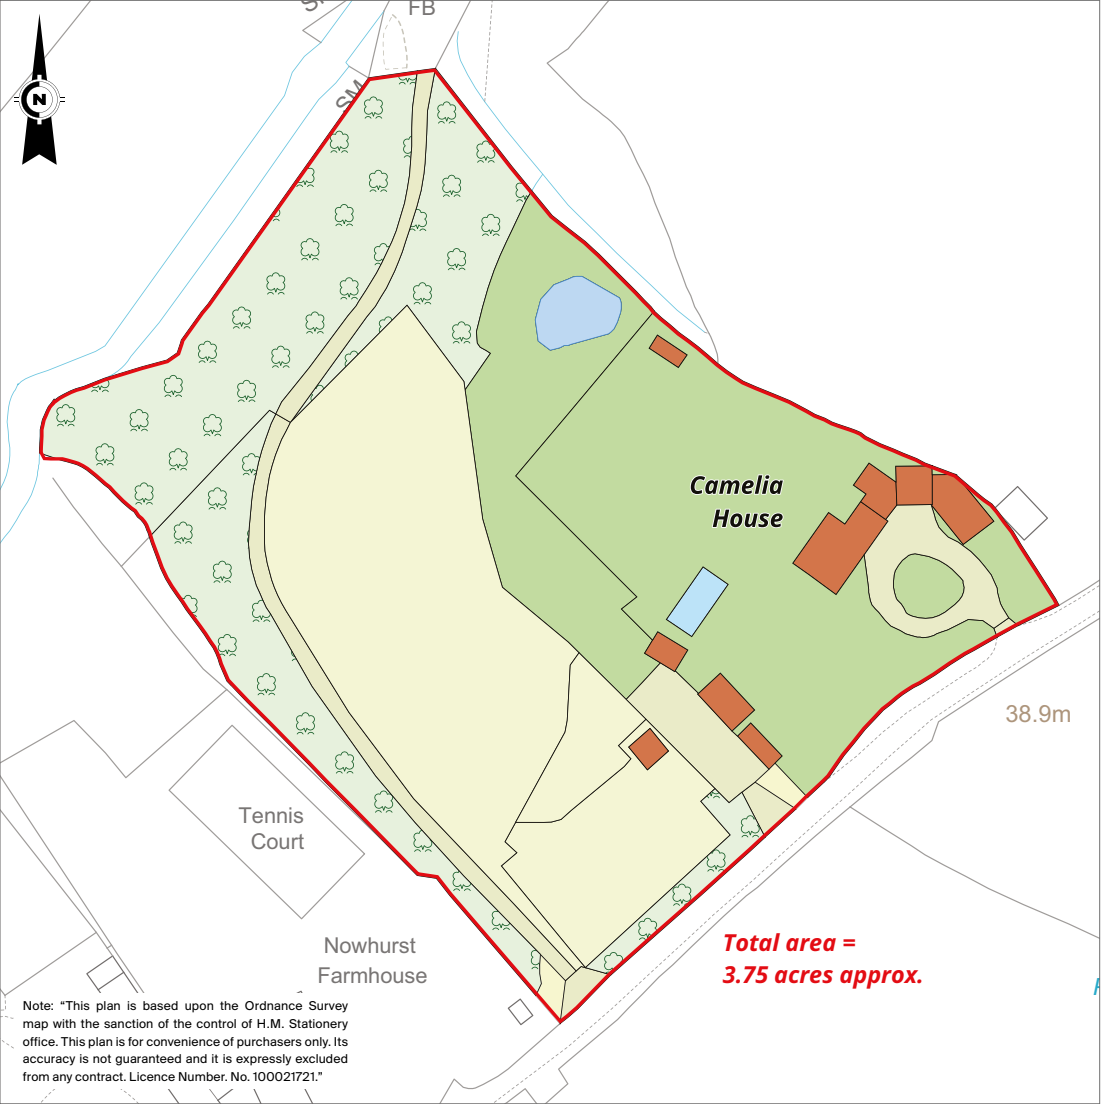 FB
N
SM
Camelia
House
38.9m
Tennis
Court
Total area =
3.75 acres approx.
Nowhurst
Farmhouse
Note: “This plan is based upon the Ordnance Survey
map with the sanction of the control of H.M. Stationery
office. This plan is for convenience of purchasers only. Its
accuracy is not guaranteed and it is expressly excluded
from any contract. Licence Number. No. 100021721.”